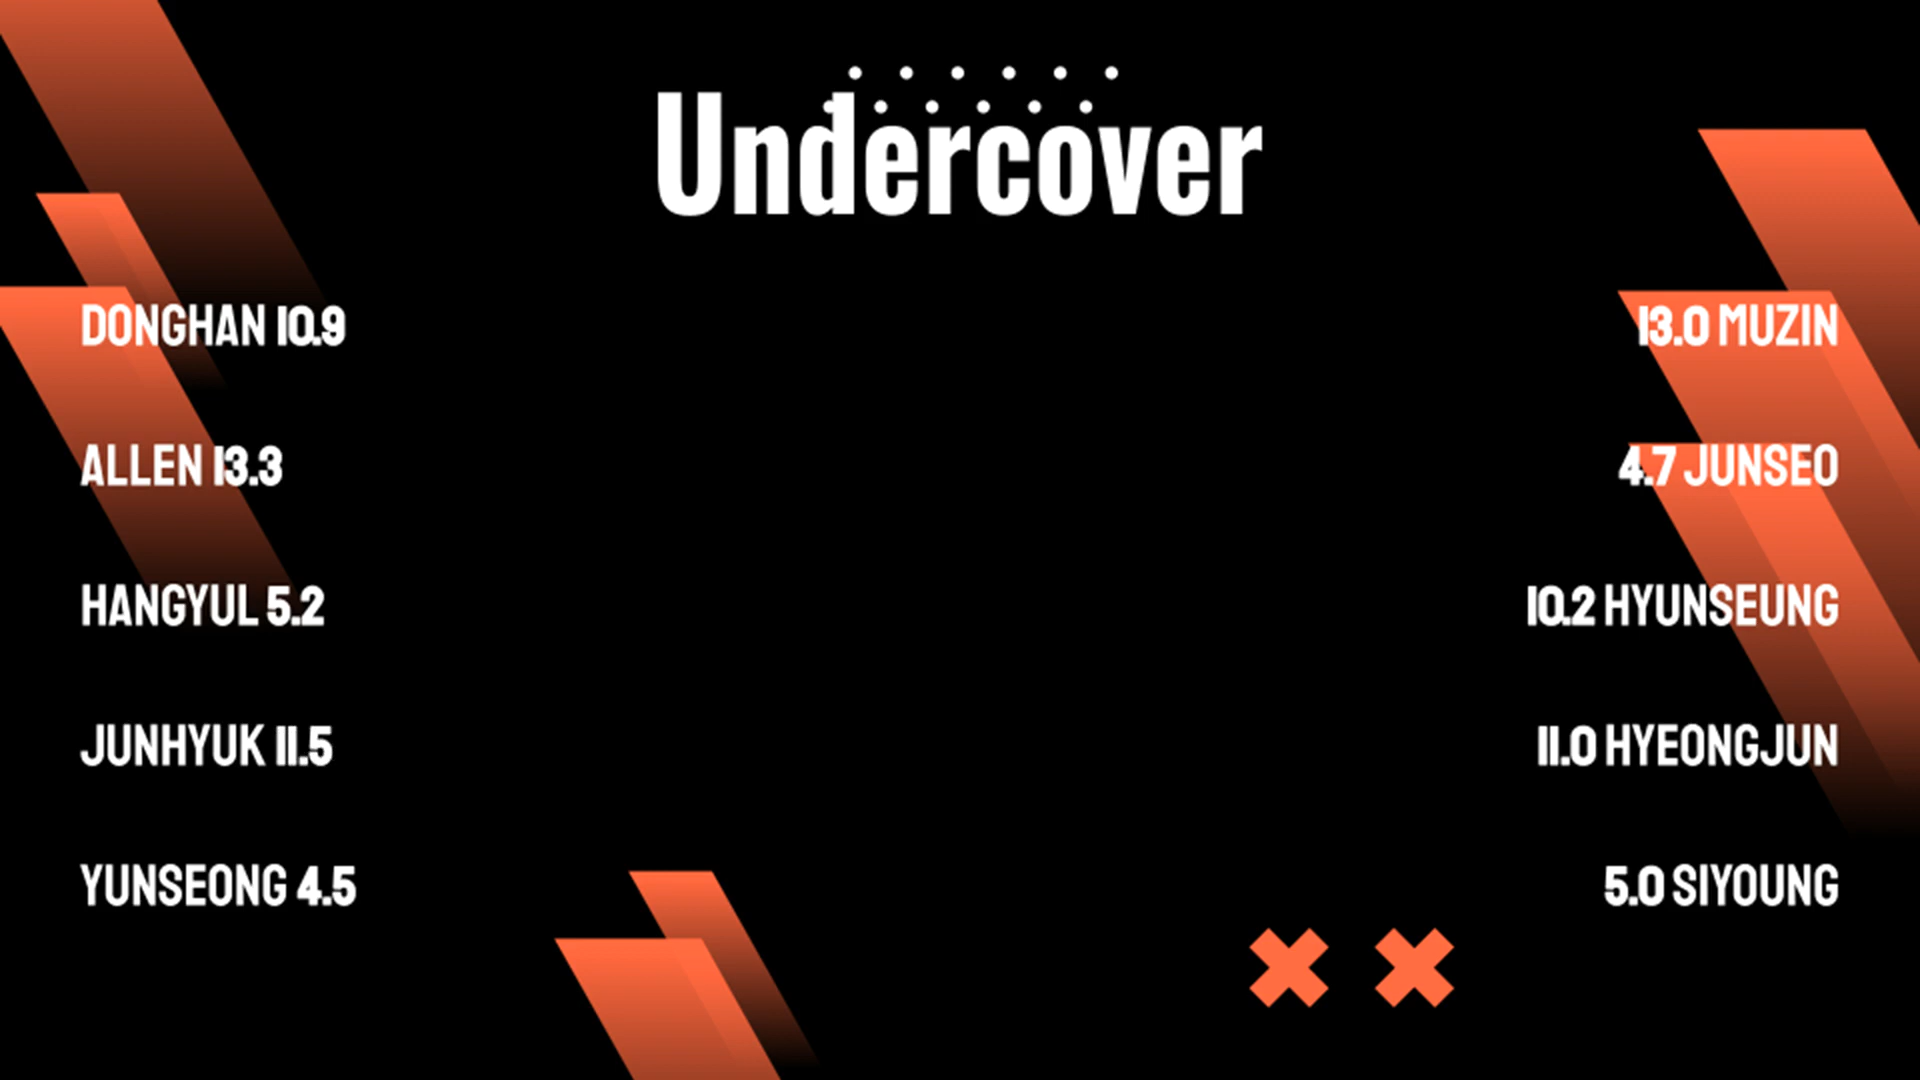 Undercover
DONGHAN 10.9
13.0 MUZIN
ALLEN 13.3
4.7 JUNSEO
HANGYUL 5.2
10.2 HYUNSEUNG
JUNHYUK 11.5
11.0 HYEONGJUN
YUNSEONG 4.5
5.0 SIYOUNG